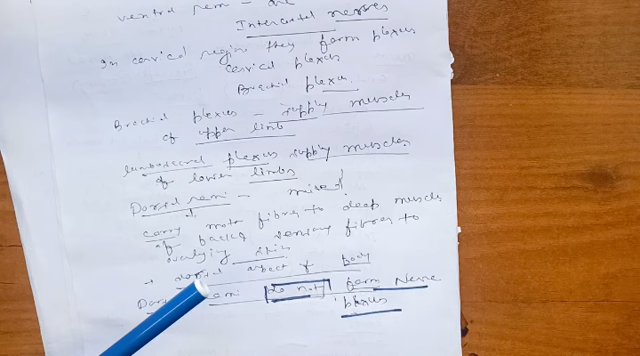 ventral rami - are
Intercostal nerves
In cervical region they form plexus
cervical plexus
Brachial plexus
Brachial plexus - supply muscles
of upper limb
lumbosacral plexus supply muscles
of lower limbs
Dorsal rami - mixed
carry motor fibres to deep muscles
of back & sensory fibres to
overlying skin
dorsal aspect of body
rami do not form Nerve
plexus